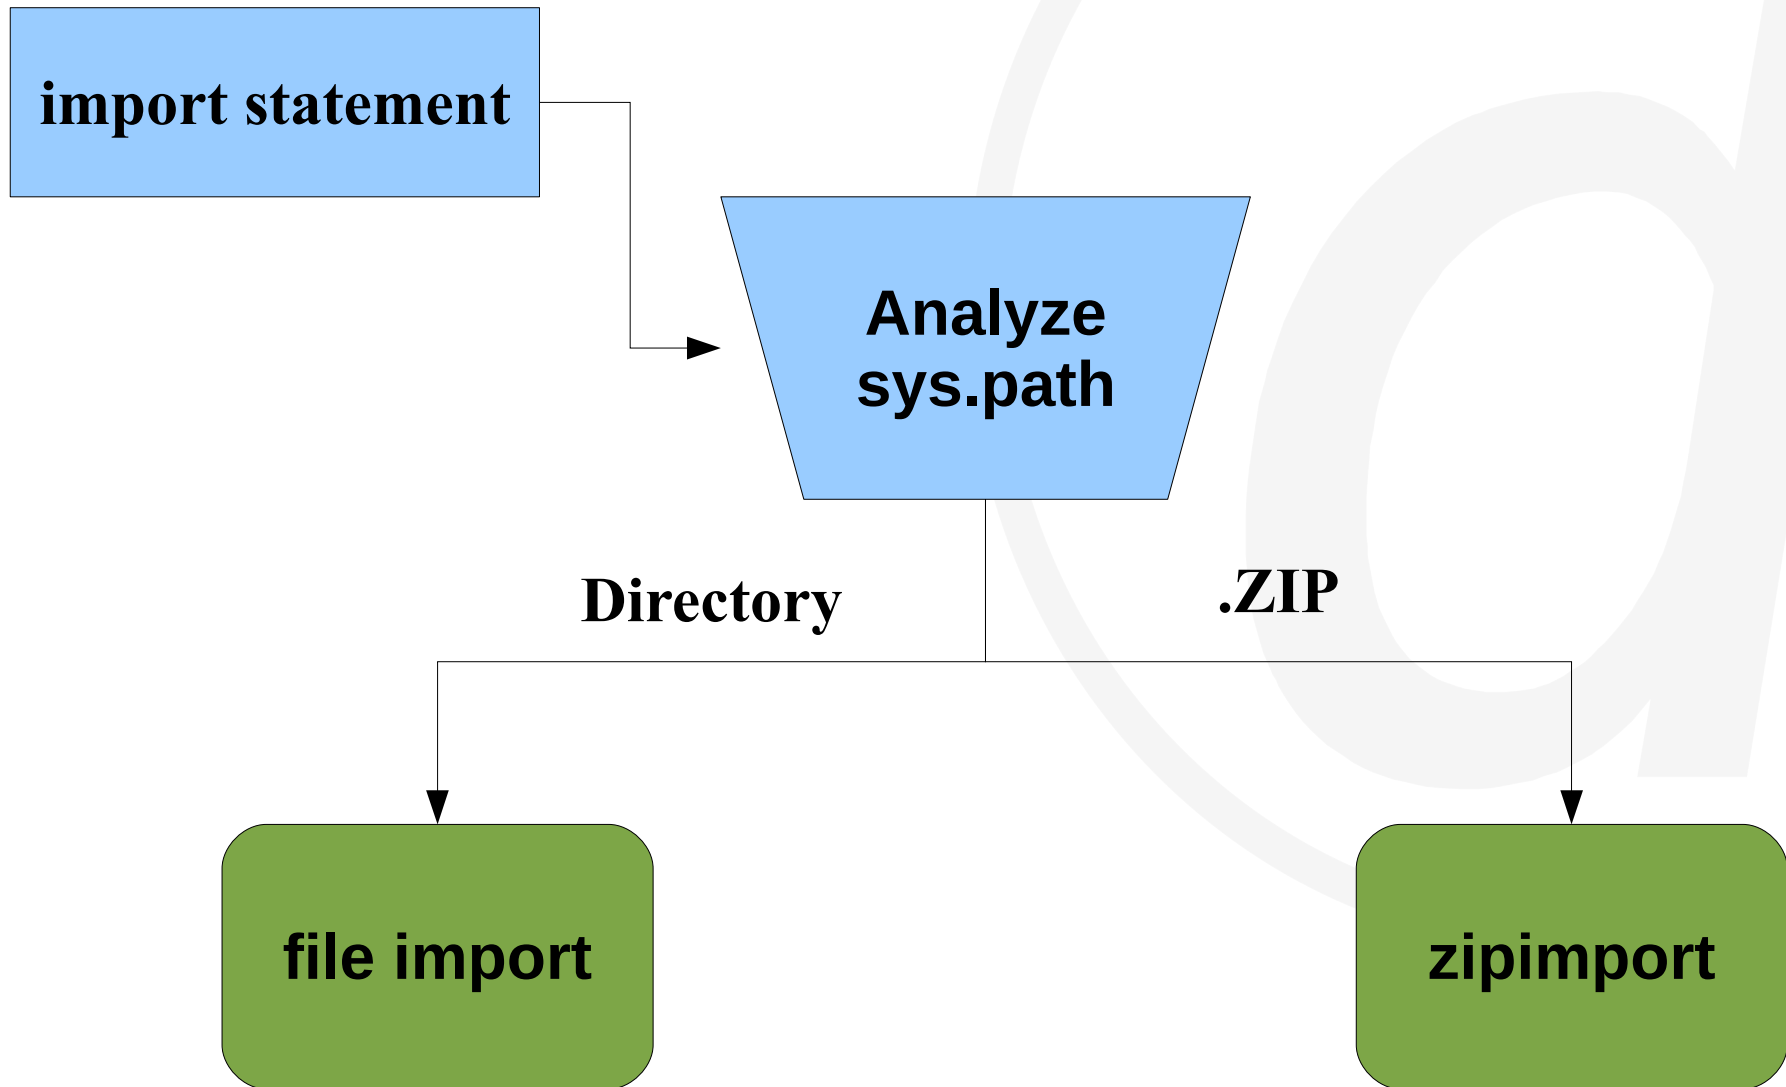 import statement
Analyze
sys.path
Directory
.ZIP
file import
zipimport